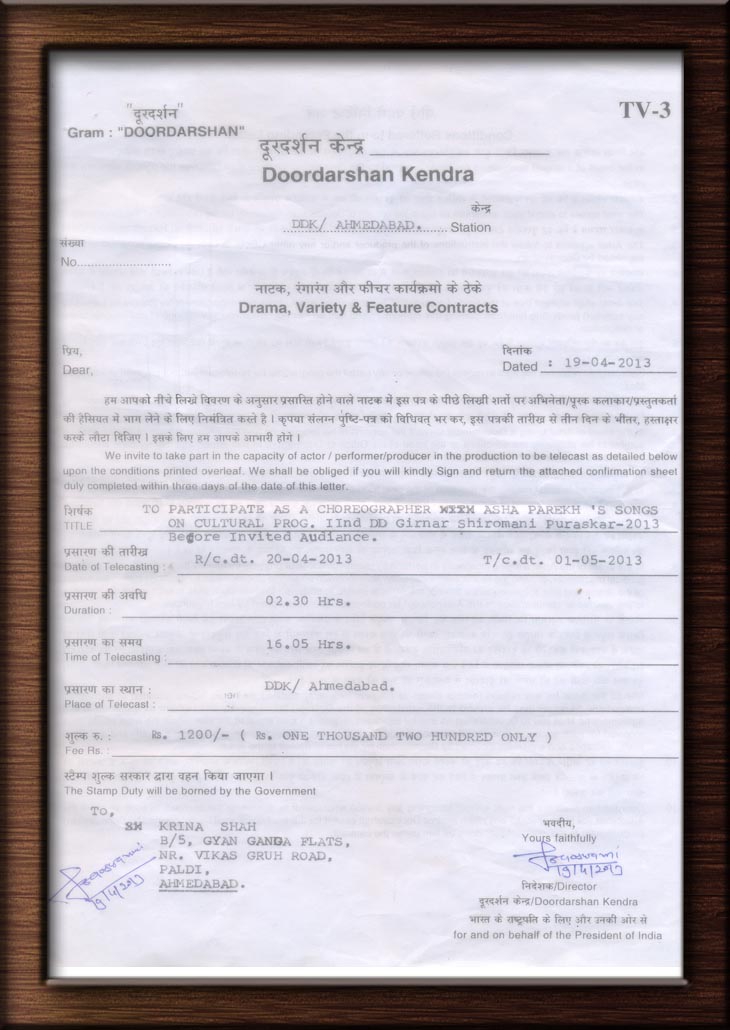 "दूरदर्शन"
TV-3
Gram : "DOORDARSHAN"
दूरदर्शन केन्द्र
Doordarshan Kendra
केन्द्र
DDK/ AHMEDABAD. Station
संख्या
No.
नाटक, रंगारंग और फीचर कार्यक्रमो के ठेके
Drama, Variety & Feature Contracts
प्रिय,
दिनांक
Dear,
Dated : 19-04-2013
हम आपको नीचे लिखे विवरण के अनुसार प्रसारित होने वाले नाटक में इस पत्र के पीछे लिखी शर्तो पर अभिनेता/पूरक कलाकार/प्रस्तुतकर्ता
की हैसियत में भाग लेने के लिए निमंत्रित करते है । कृपया संलग्न पुष्टि-पत्र को विधिवत् भर कर, इस पत्रकी तारीख से तीन दिन के भीतर, हस्ताक्षर
करके लौटा दिजिए । इसके लिए हम आपके आभारी होंगे ।
We invite to take part in the capacity of actor / performer/producer in the production to be telecast as detailed below
upon the conditions printed overleaf. We shall be obliged if you will kindly Sign and return the attached confirmation sheet
duly completed within three days of the date of this letter.
शिर्षक TO PARTICIPATE AS A CHOREOGRAPHER ASHA PAREKH 'S SONGS
TITLE ON CULTURAL PROG. IInd DD Girnar Shiromani Puraskar-2013
Before Invited Audiance.
प्रसारण की तारीख R/c.dt. 20-04-2013 T/c.dt. 01-05-2013
Date of Telecasting :
प्रसारण की अवधि 02.30 Hrs.
Duration :
प्रसारण का समय 16.05 Hrs.
Time of Telecasting :
प्रसारण का स्थान : DDK/ Ahmedabad.
Place of Telecast :
शुल्क रु. : Rs. 1200/- ( Rs. ONE THOUSAND TWO HUNDRED ONLY )
Fee Rs. :
स्टैम्प शुल्क सरकार द्वारा वहन किया जाएगा ।
The Stamp Duty will be borned by the Government
To,
KRINA SHAH
B/5, GYAN GANGA FLATS,
NR. VIKAS GRUH ROAD,
PALDI,
AHMEDABAD.
19/4/2013
भवदीय,
Yours faithfully
19/4/2013
निदेशक/Director
दूरदर्शन केन्द्र/Doordarshan Kendra
भारत के राष्ट्रपति के लिए और उनकी ओर से
for and on behalf of the President of India